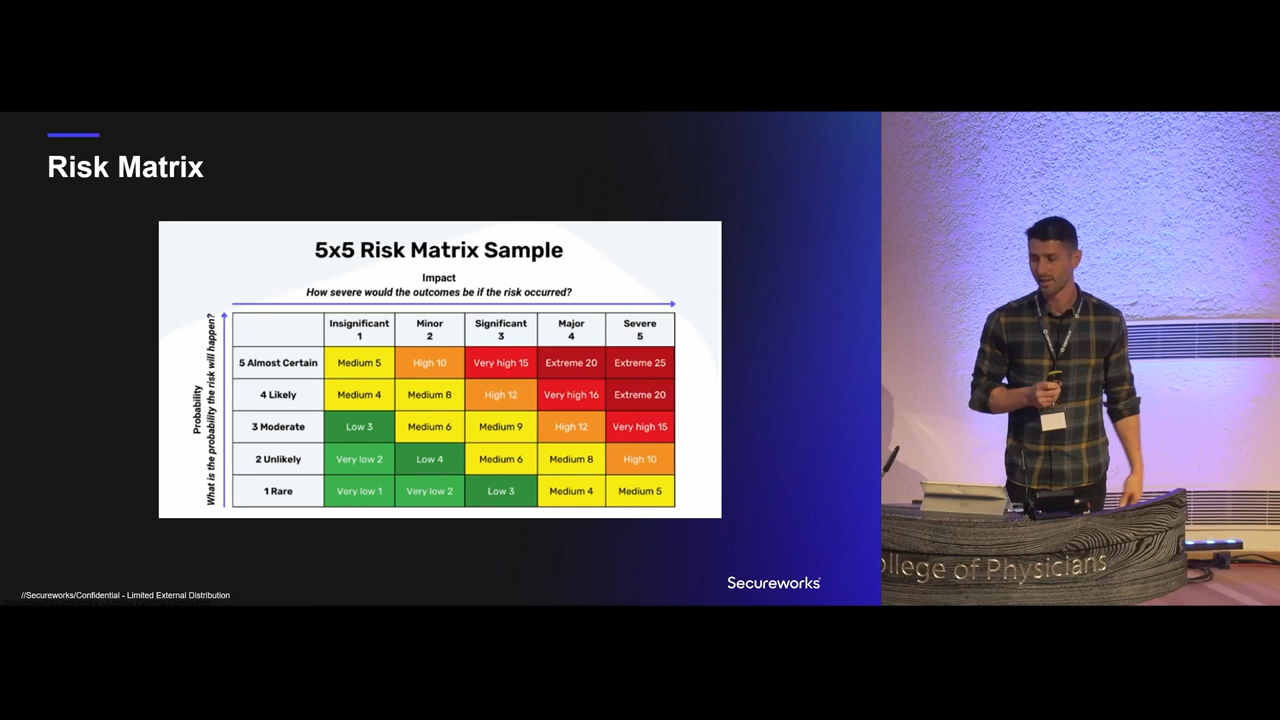 Risk Matrix
5x5 Risk Matrix Sample
Impact
How severe would the outcomes be if the risk occurred?
Probability
What is the probability the risk will happen?
Insignificant 1
Minor 2
Significant 3
Major 4
Severe 5
5 Almost Certain Medium 5 High 10 Very high 15 Extreme 20 Extreme 25
4 Likely Medium 4 Medium 8 High 12 Very high 16 Extreme 20
3 Moderate Low 3 Medium 6 Medium 9 High 12 Very high 15
2 Unlikely Very low 2 Low 4 Medium 6 Medium 8 High 10
1 Rare Very low 1 Very low 2 Low 3 Medium 4 Medium 5
//Secureworks/Confidential - Limited External Distribution
Secureworks
ollege of Physicians